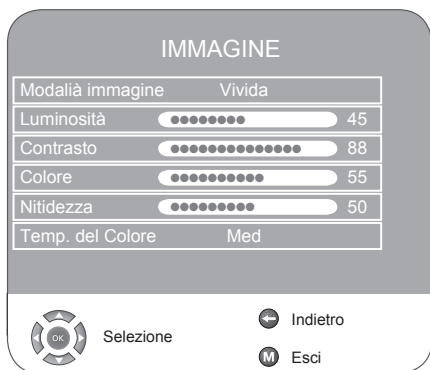 IMMAGINE
Modalià immagine Vivida
Luminosità 45
Contrasto 88
Colore 55
Nitidezza 50
Temp. del Colore Med
OK Selezione
Indietro
M Esci